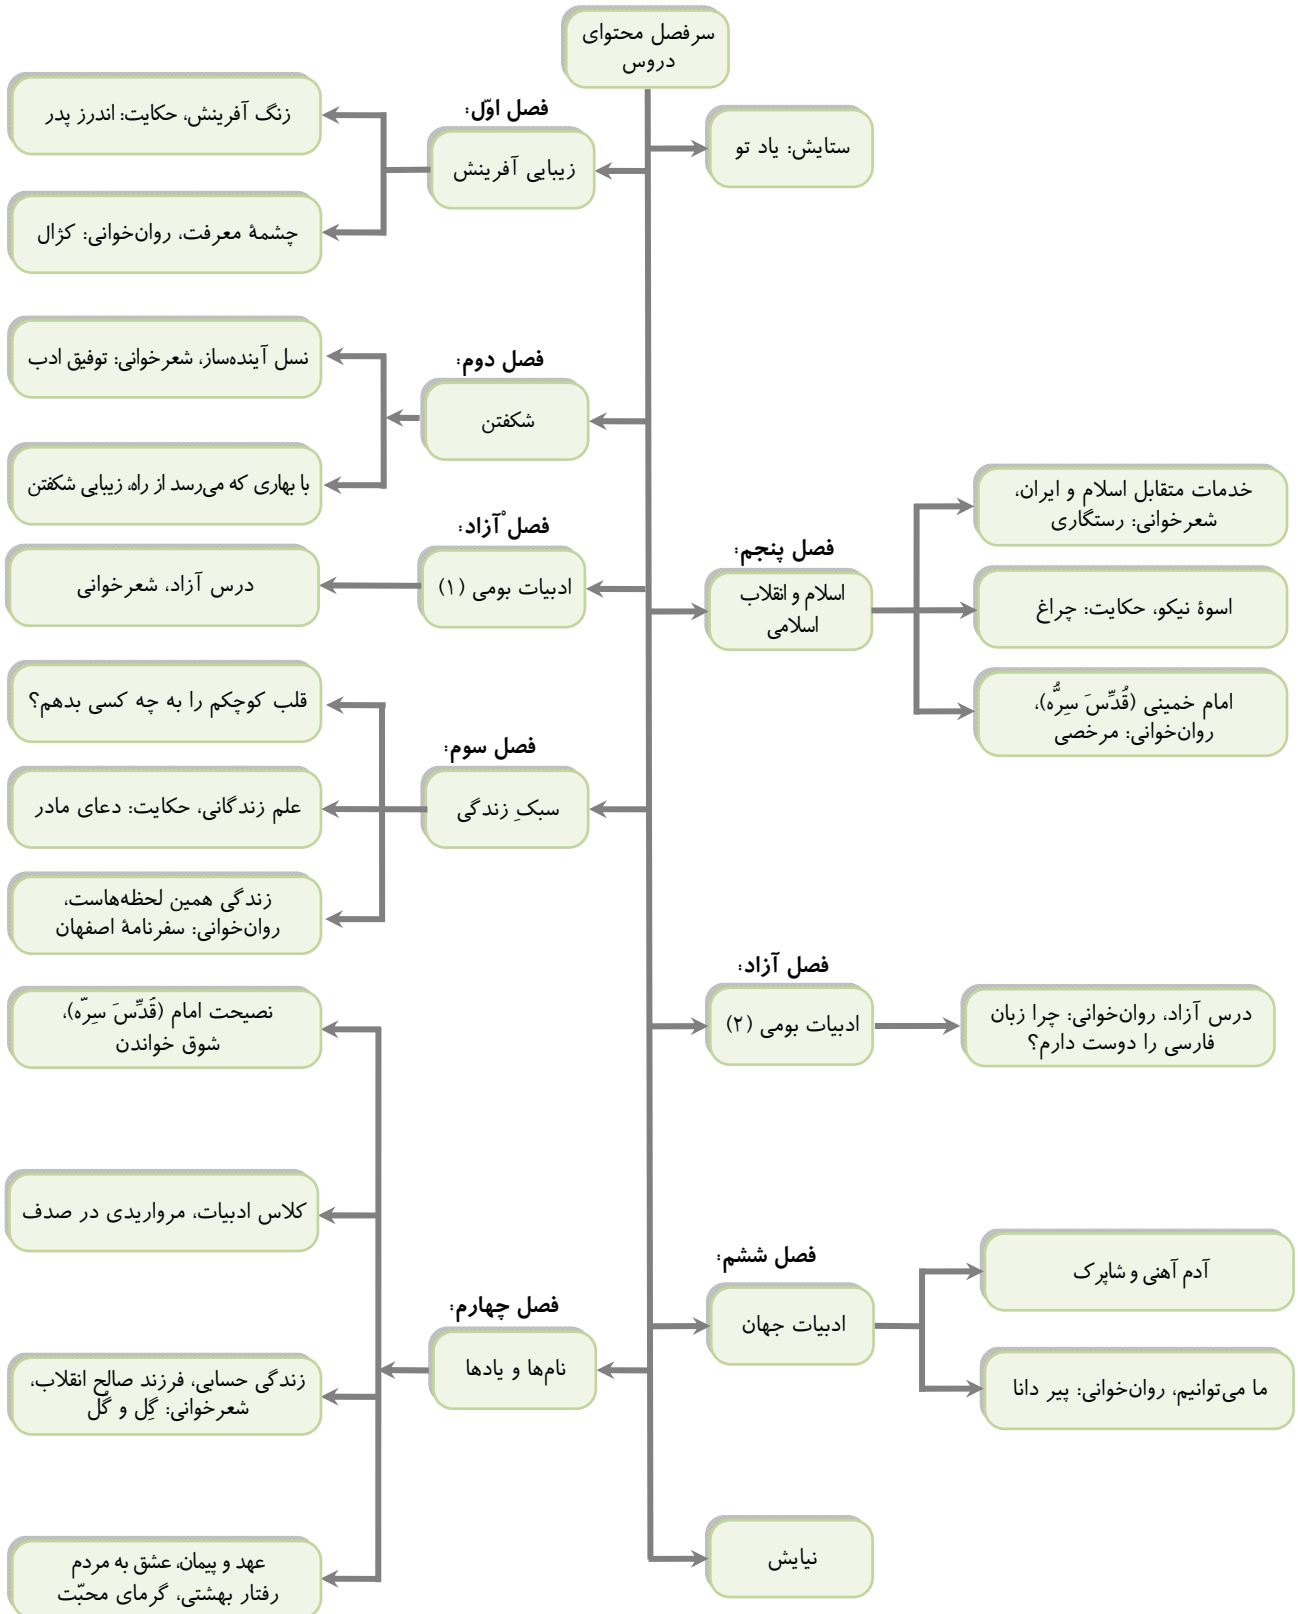 سرفصل محتوای
دروس
ستایش: یاد تو
فصل اوّل:
زیبایی آفرینش
زنگ آفرینش، حکایت: اندرز پدر
چشمهٔ معرفت، روان‌خوانی: کژال
فصل دوم:
شکفتن
نسل آینده‌ساز، شعرخوانی: توفیق ادب
با بهاری که می‌رسد از راه، زیبایی شکفتن
فصلْ آزاد:
ادبیات بومی (۱)
درس آزاد، شعرخوانی
فصل سوم:
سبکِ زندگی
قلب کوچکم را به چه کسی بدهم؟
علم زندگانی، حکایت: دعای مادر
زندگی همین لحظه‌هاست،
روان‌خوانی: سفرنامهٔ اصفهان
فصل چهارم:
نام‌ها و یادها
نصیحت امام (قُدِّسَ سِرّه)،
شوق خواندن
کلاس ادبیات، مرواریدی در صدف
زندگی حسابی، فرزند صالح انقلاب،
شعرخوانی: گِل و گُل
عهد و پیمان، عشق به مردم
رفتار بهشتی، گرمای محبّت
فصل پنجم:
اسلام و انقلاب
اسلامی
خدمات متقابل اسلام و ایران،
شعرخوانی: رستگاری
اسوهٔ نیکو، حکایت: چراغ
امام خمینی (قُدِّسَ سِرُّه)،
روان‌خوانی: مرخصی
فصل آزاد:
ادبیات بومی (۲)
درس آزاد، روان‌خوانی: چرا زبان
فارسی را دوست دارم؟
فصل ششم:
ادبیات جهان
آدم آهنی و شاپرک
ما می‌توانیم، روان‌خوانی: پیر دانا
نیایش